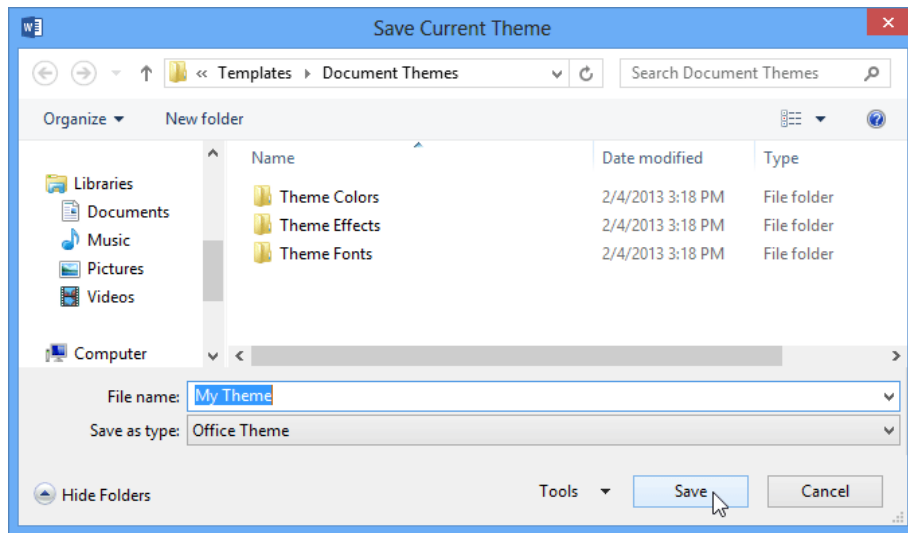 Save Current Theme
« Templates Document Themes
Search Document Themes
Organize
New folder
Name Date modified Type
Libraries
Documents
Music
Pictures
Videos
Computer
Theme Colors 2/4/2013 3:18 PM File folder
Theme Effects 2/4/2013 3:18 PM File folder
Theme Fonts 2/4/2013 3:18 PM File folder
File name: My Theme
Save as type: Office Theme
Hide Folders
Tools
Save
Cancel